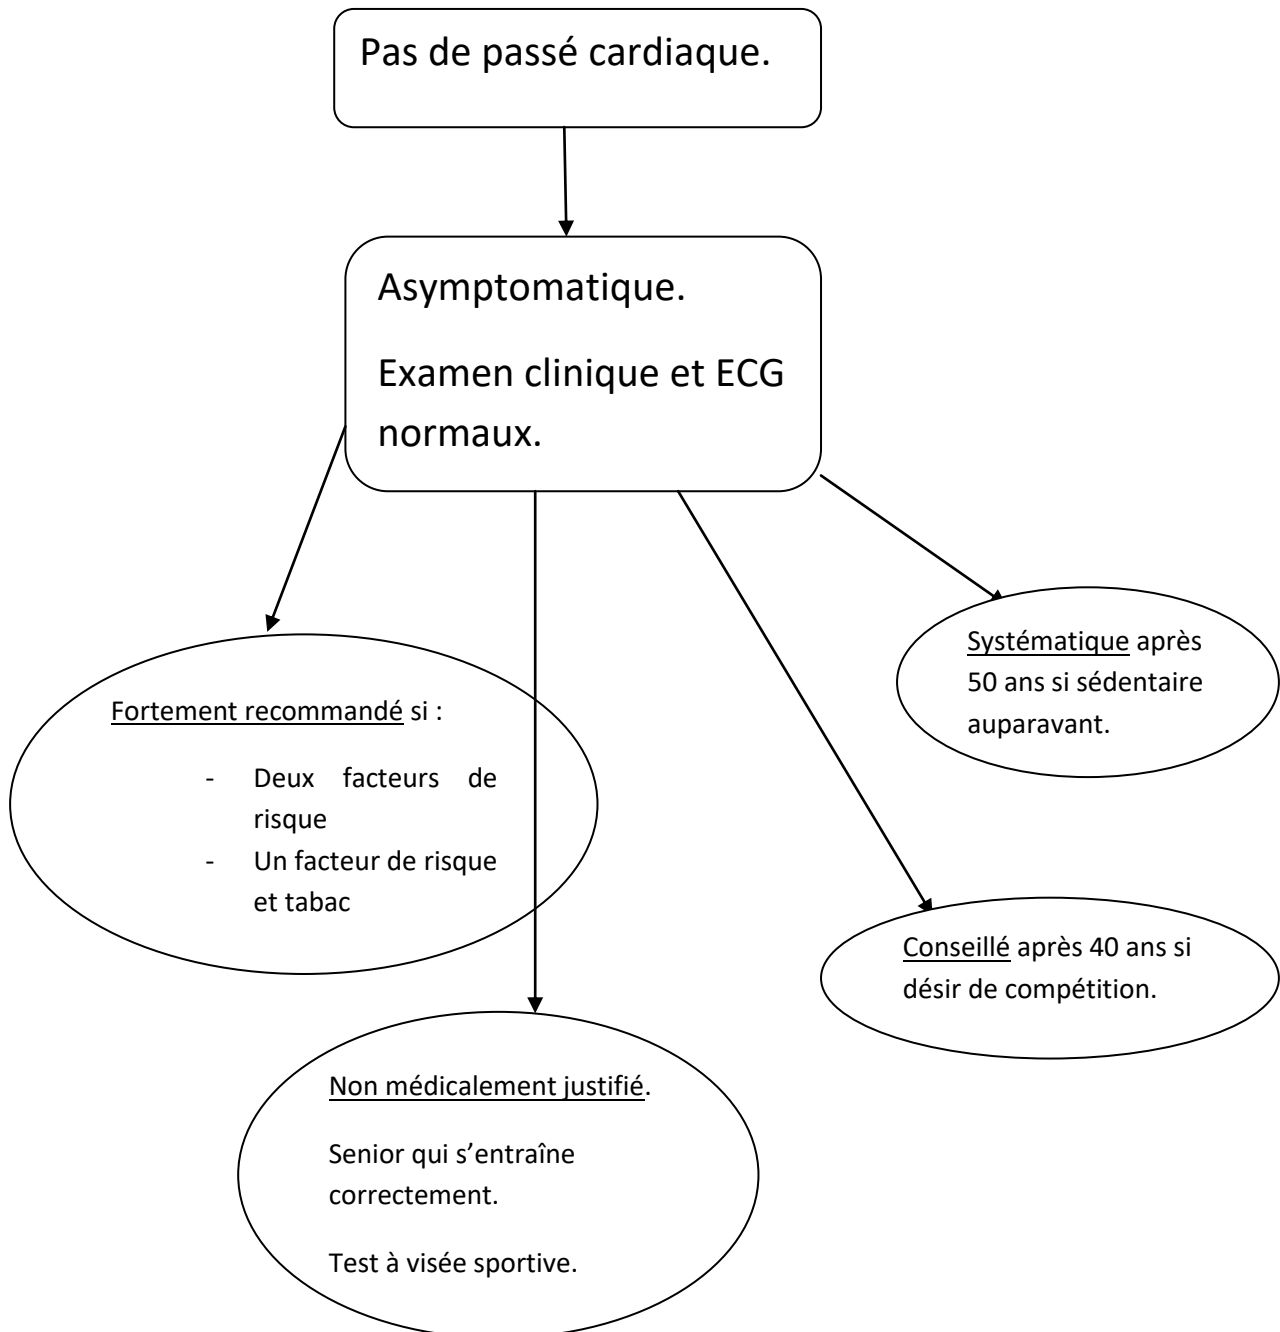 Pas de passé cardiaque.
Asymptomatique.
Examen clinique et ECG
normaux.
Systématique après
50 ans si sédentaire
auparavant.
Fortement recommandé si :
- Deux facteurs de
risque
- Un facteur de risque
et tabac
Conseillé après 40 ans si
désir de compétition.
Non médicalement justifié.
Senior qui s’entraîne
correctement.
Test à visée sportive.